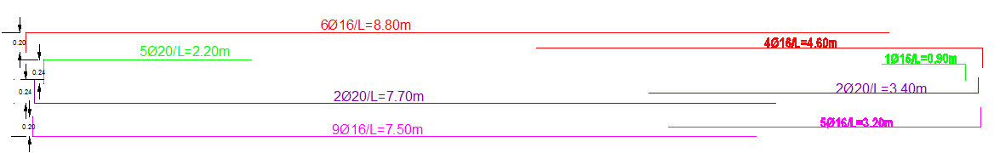 6Ø16/L=8.80m
0.20
4Ø16/L=4.60m
5Ø20/L=2.20m
1Ø16/L=0.90m
0.24
0.24
2Ø20/L=3.40m
2Ø20/L=7.70m
0.20
5Ø16/L=3.20m
9Ø16/L=7.50m